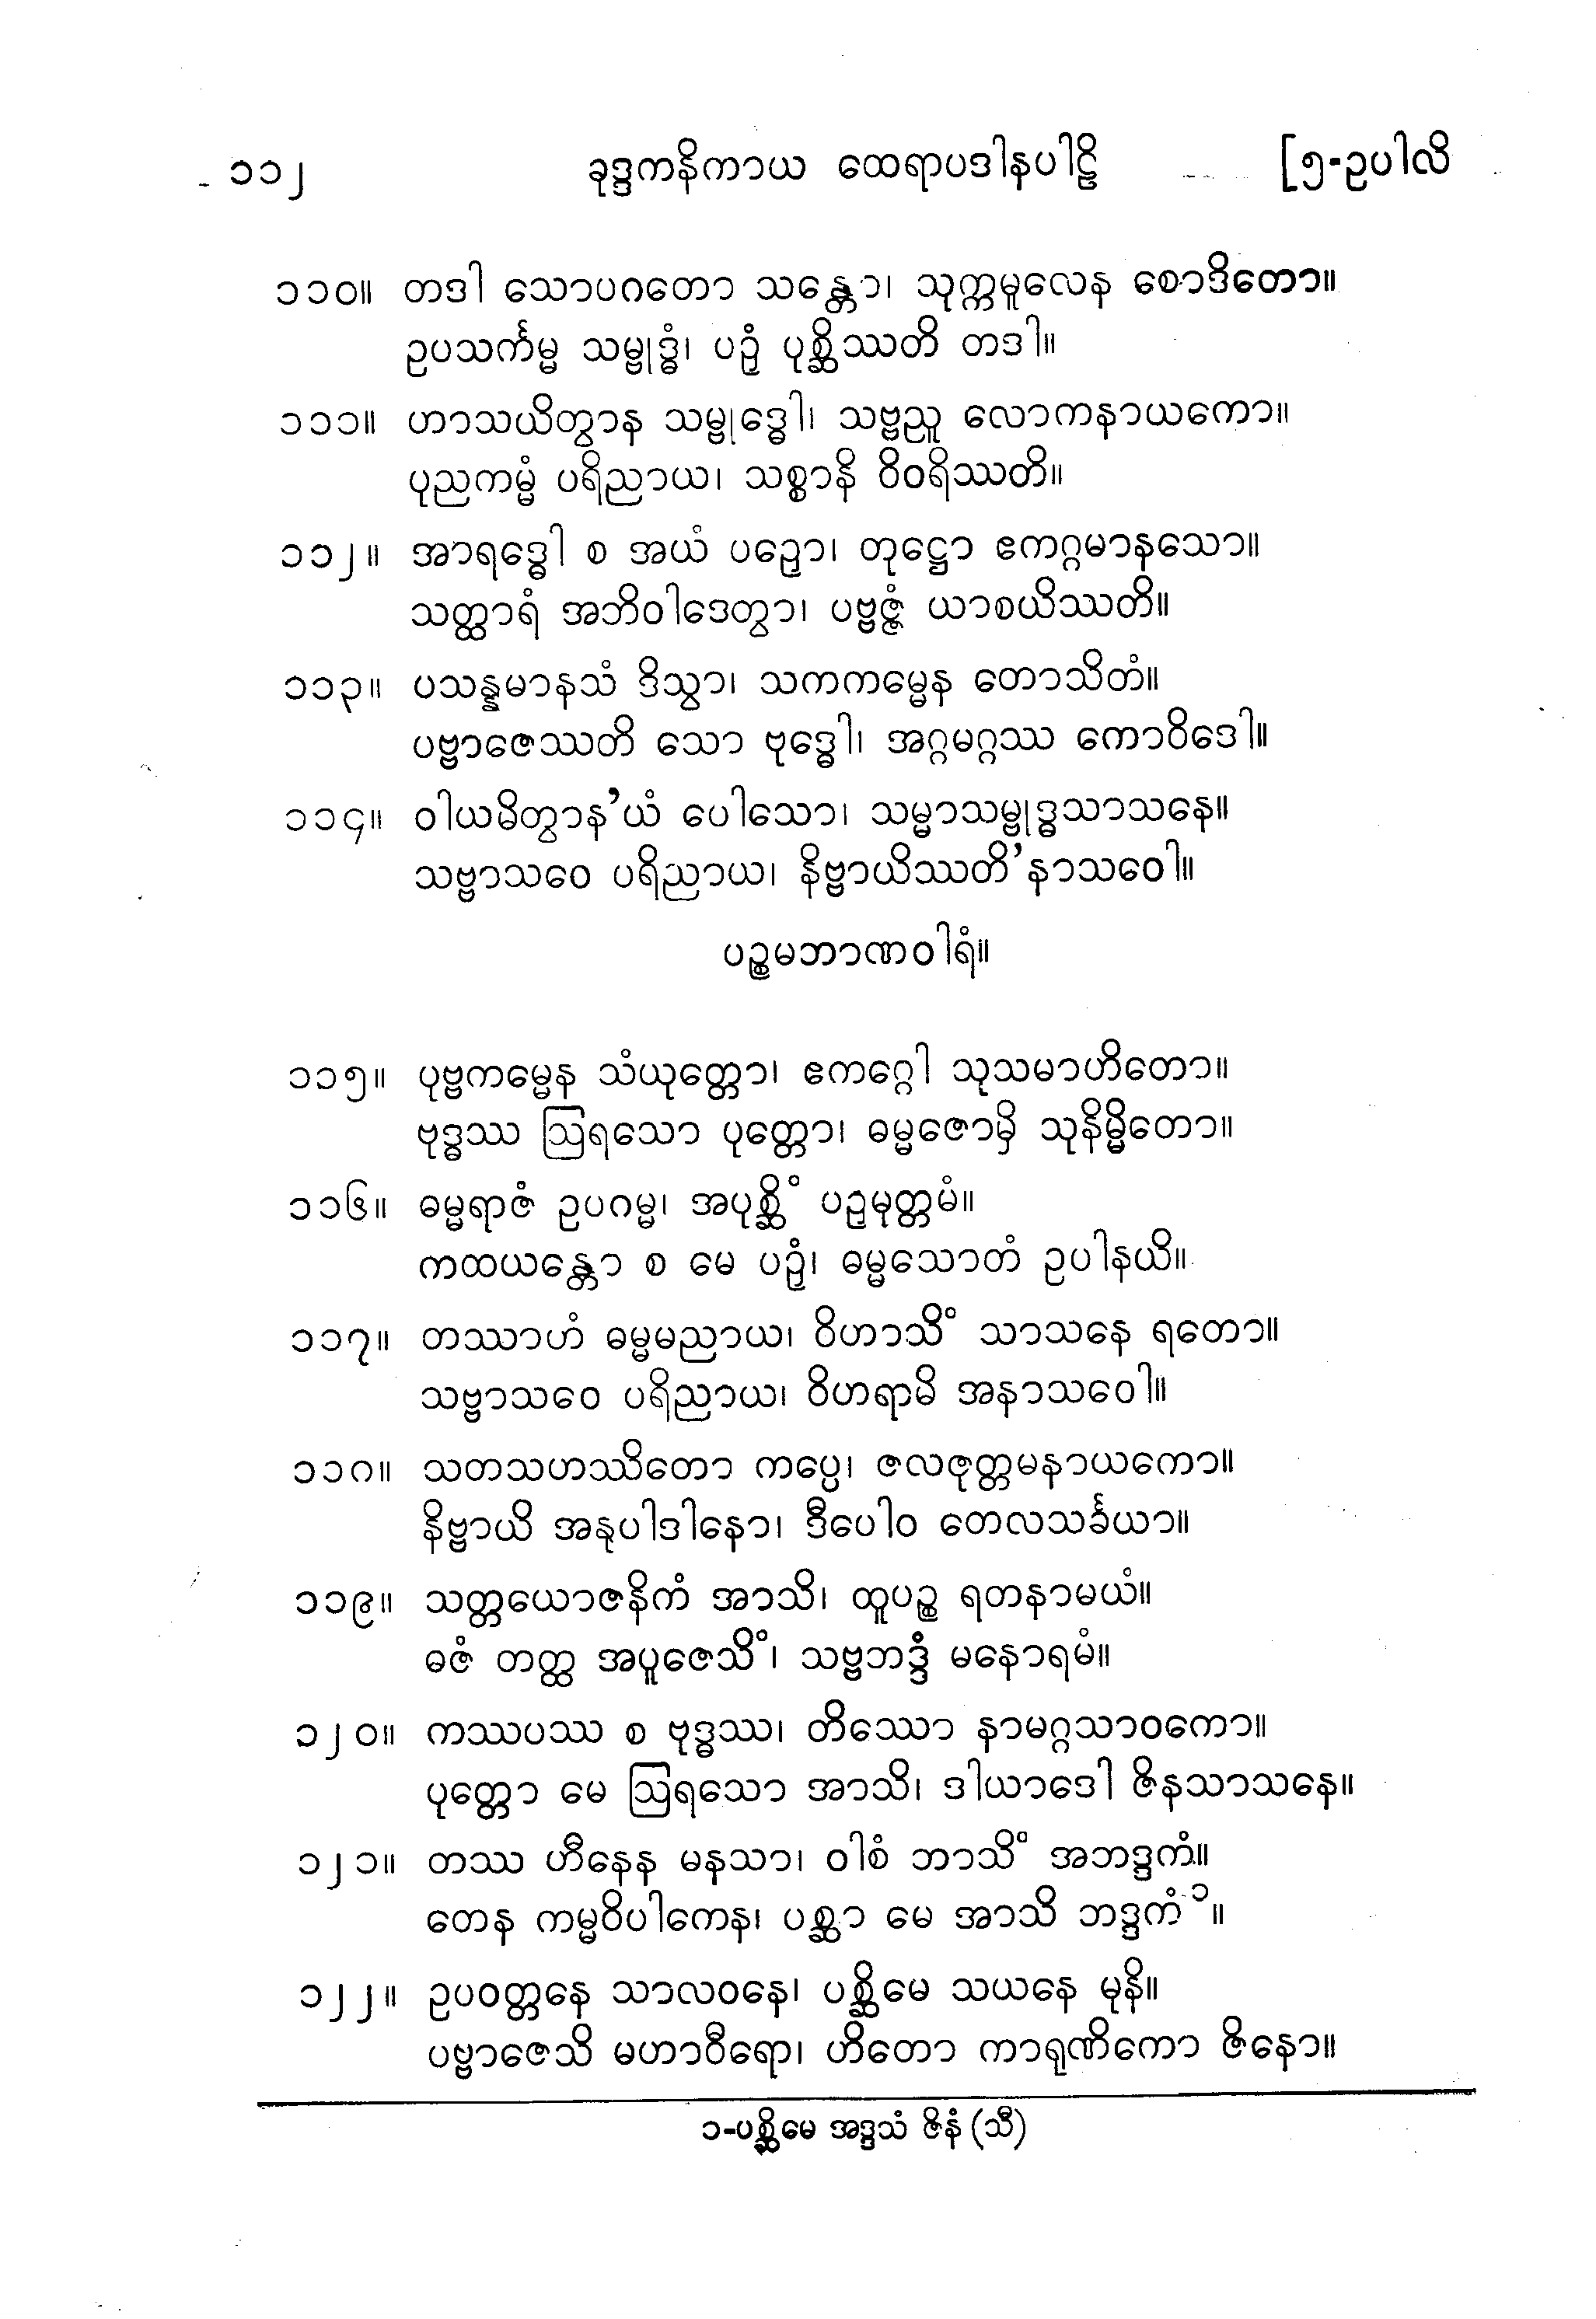 ၁၁၂ ခုဒ္ဒကနိကာယ ထေရာပဒါနပါဠိ [၅-ဥပါလိ
၁၁၀။ တဒါ သောပဂတော သန္တော၊ သုက္ကမူလေန စောဒိတော။
ဥပသင်္ကမ္မ သမ္ဗုဒ္ဓံ၊ ပဉှံ ပုစ္ဆိဿတိ တဒါ။
၁၁၁။ ဟာသယိတွာန သမ္ဗုဒ္ဓေါ၊ သဗ္ဗညူ လောကနာယကော။
ပုညကမ္မံ ပရိညာယ၊ သစ္စာနိ ဝိဝရိဿတိ။
၁၁၂။ အာရဒ္ဓေါ စ အယံ ပဉှော၊ တုဋ္ဌော ဧကဂ္ဂမာနသော။
သတ္ထာရံ အဘိဝါဒေတွာ၊ ပဗ္ဗဇ္ဇံ ယာစယိဿတိ။
၁၁၃။ ပသန္နမာနသံ ဒိသွာ၊ သကကမ္မေန တောသိတံ။
ပဗ္ဗာဇေဿတိ သော ဗုဒ္ဓေါ၊ အဂ္ဂမဂ္ဂဿ ကောဝိဒေါ။
၁၁၄။ ဝါယမိတွာန’ယံ ပေါသော၊ သမ္မာသမ္ဗုဒ္ဓသာသနေ။
သဗ္ဗာသဝေ ပရိညာယ၊ နိဗ္ဗာယိဿတိ’နာသဝေါ။
ပဉ္စမဘာဏဝါရံ။
၁၁၅။ ပုဗ္ဗကမ္မေန သံယုတ္တော၊ ဧကဂ္ဂေါ သုသမာဟိတော။
ဗုဒ္ဓဿ ဩရသော ပုတ္တော၊ ဓမ္မဇောမှိ သုနိမ္မိတော။
၁၁၆။ ဓမ္မရာဇံ ဥပဂမ္မ၊ အပုစ္ဆိံ ပဉှမုတ္တမံ။
ကထယန္တော စ မေ ပဉှံ၊ ဓမ္မသောတံ ဥပါနယိ။
၁၁၇။ တဿာဟံ ဓမ္မမညာယ၊ ဝိဟာသိံ သာသနေ ရတော။
သဗ္ဗာသဝေ ပရိညာယ၊ ဝိဟရာမိ အနာသဝေါ။
၁၁၈။ သတသဟဿိတော ကပ္ပေ၊ ဇလဇုတ္တမနာယကော။
နိဗ္ဗာယိ အနုပါဒါနော၊ ဒီပေါဝ တေလသင်္ခယာ။
၁၁၉။ သတ္တယောဇနိကံ အာသိ၊ ထူပဉ္စ ရတနာမယံ။
ဓဇံ တတ္ထ အပူဇေသိံ၊ သဗ္ဗဘဒ္ဒံ မနောရမံ။
၁၂၀။ ကဿပဿ စ ဗုဒ္ဓဿ၊ တိဿော နာမဂ္ဂသာဝကော။
ပုတ္တော မေ ဩရသော အာသိ၊ ဒါယာဒေါ ဇိနသာသနေ။
၁၂၁။ တဿ ဟီနေန မနသာ၊ ဝါစံ ဘာသိံ အဘဒ္ဒကံ။
တေန ကမ္မဝိပါကေန၊ ပစ္ဆာ မေ အာသိ ဘဒ္ဒကံ၁။
၁၂၂။ ဥပဝတ္တနေ သာလဝနေ၊ ပစ္ဆိမေ သယနေ မုနိ။
ပဗ္ဗာဇေသိ မဟာဝီရော၊ ဟိတော ကာရုဏိကော ဇိနော။
၁-ပစ္ဆိမေ အဒ္ဒသံ ဇိနံ (သီ)